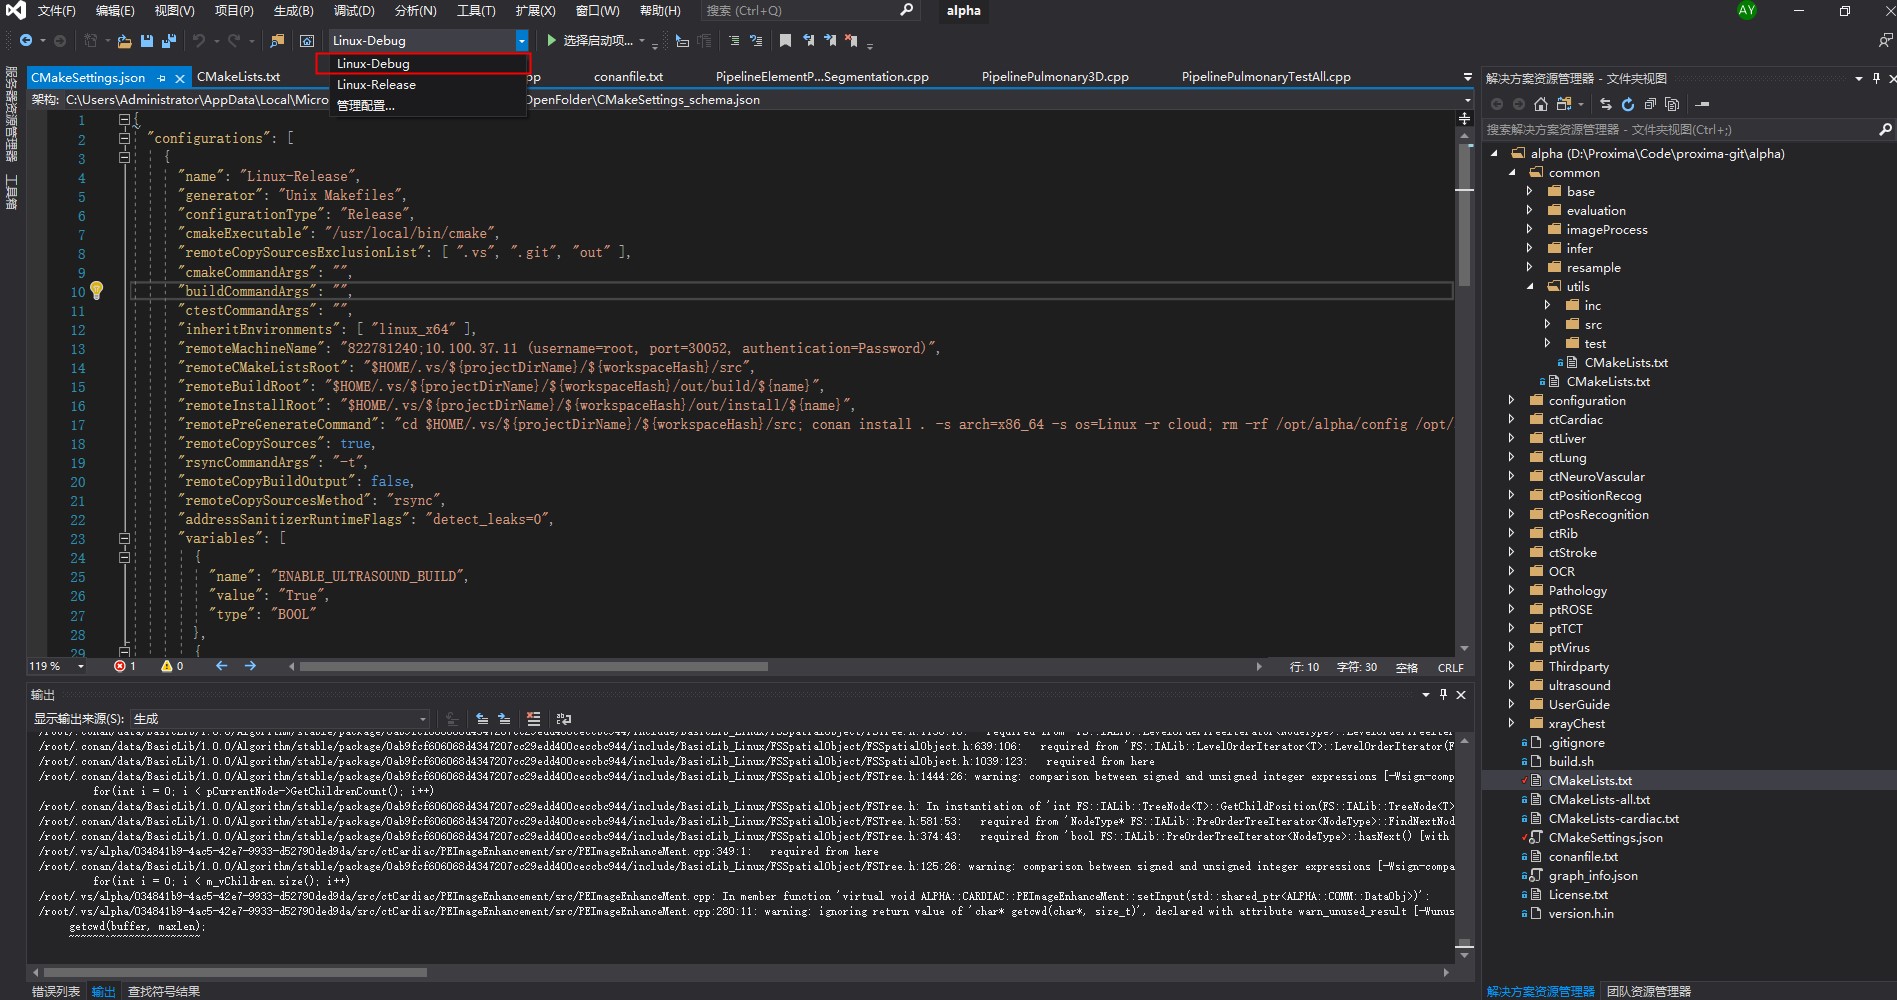 文件(F) 编辑(E) 视图(V) 项目(P) 生成(B) 调试(D) 分析(N) 工具(T) 扩展(X) 窗口(W) 帮助(H) 搜索 (Ctrl+Q) alpha AY
Linux-Debug 选择启动项...
Linux-Debug
Linux-Release
管理配置...
服务器资源管理器
工具箱
CMakeSettings.json CMakeLists.txt pp conanfile.txt PipelineElementP...Segmentation.cpp PipelinePulmonary3D.cpp PipelinePulmonaryTestAll.cpp
架构: C:\Users\Administrator\AppData\Local\Micro OpenFolder\CMakeSettings_schema.json
1 {
2 "configurations": [
3 {
4 "name": "Linux-Release",
5 "generator": "Unix Makefiles",
6 "configurationType": "Release",
7 "cmakeExecutable": "/usr/local/bin/cmake",
8 "remoteCopySourcesExclusionList": [ ".vs", ".git", "out" ],
9 "cmakeCommandArgs": "",
10 "buildCommandArgs": "",
11 "ctestCommandArgs": "",
12 "inheritEnvironments": [ "linux_x64" ],
13 "remoteMachineName": "822781240;10.100.37.11 (username=root, port=30052, authentication=Password)",
14 "remoteCMakeListsRoot": "$HOME/.vs/${projectDirName}/${workspaceHash}/src",
15 "remoteBuildRoot": "$HOME/.vs/${projectDirName}/${workspaceHash}/out/build/${name}",
16 "remoteInstallRoot": "$HOME/.vs/${projectDirName}/${workspaceHash}/out/install/${name}",
17 "remotePreGenerateCommand": "cd $HOME/.vs/${projectDirName}/${workspaceHash}/src; conan install . -s arch=x86_64 -s os=Linux -r cloud; rm -rf /opt/alpha/config /opt/
18 "remoteCopySources": true,
19 "rsyncCommandArgs": "-t",
20 "remoteCopyBuildOutput": false,
21 "remoteCopySourcesMethod": "rsync",
22 "addressSanitizerRuntimeFlags": "detect_leaks=0",
23 "variables": [
24 {
25 "name": "ENABLE_ULTRASOUND_BUILD",
26 "value": "True",
27 "type": "BOOL"
28 },
29 {
119 % 1 0 行: 10 字符: 30 空格 CRLF
输出
显示输出来源(S): 生成
/root/.conan/data/BasicLib/1.0.0/Algorithm/stable/package/0ab9fcf606068d4347207cc29edd400ceccbc944/include/BasicLib_Linux/FSSpatialObject/FSSpatialObject.h:639:106: required from 'FS::IALib::LevelOrderIterator<T>::LevelOrderIterator(F
/root/.conan/data/BasicLib/1.0.0/Algorithm/stable/package/0ab9fcf606068d4347207cc29edd400ceccbc944/include/BasicLib_Linux/FSSpatialObject/FSSpatialObject.h:1039:123: required from here
/root/.conan/data/BasicLib/1.0.0/Algorithm/stable/package/0ab9fcf606068d4347207cc29edd400ceccbc944/include/BasicLib_Linux/FSSpatialObject/FSTree.h:1444:26: warning: comparison between signed and unsigned integer expressions [-Wsign-comp
for(int i = 0; i < pCurrentNode->GetChildrenCount(); i++)
/root/.conan/data/BasicLib/1.0.0/Algorithm/stable/package/0ab9fcf606068d4347207cc29edd400ceccbc944/include/BasicLib_Linux/FSSpatialObject/FSTree.h: In instantiation of 'int FS::IALib::TreeNode<T>::GetChildPosition(FS::IALib::TreeNode<T>
/root/.conan/data/BasicLib/1.0.0/Algorithm/stable/package/0ab9fcf606068d4347207cc29edd400ceccbc944/include/BasicLib_Linux/FSSpatialObject/FSTree.h:581:53: required from 'NodeType* FS::IALib::PreOrderTreeIterator<NodeType>::FindNextNod
/root/.conan/data/BasicLib/1.0.0/Algorithm/stable/package/0ab9fcf606068d4347207cc29edd400ceccbc944/include/BasicLib_Linux/FSSpatialObject/FSTree.h:374:43: required from 'bool FS::IALib::PreOrderTreeIterator<NodeType>::hasNext() [with
/root/.vs/alpha/034841b9-4ac5-42e7-9933-d52790ded9da/src/ctCardiac/PEImageEnhancement/src/PEImageEnhanceMent.cpp:349:1: required from here
/root/.conan/data/BasicLib/1.0.0/Algorithm/stable/package/0ab9fcf606068d4347207cc29edd400ceccbc944/include/BasicLib_Linux/FSSpatialObject/FSTree.h:125:26: warning: comparison between signed and unsigned integer expressions [-Wsign-compa
for(int i = 0; i < m_vChildren.size(); i++)
/root/.vs/alpha/034841b9-4ac5-42e7-9933-d52790ded9da/src/ctCardiac/PEImageEnhancement/src/PEImageEnhanceMent.cpp: In member function 'virtual void ALPHA::CARDIAC::PEImageEnhanceMent::setInput(std::shared_ptr<ALPHA::COMM::DataObj>)':
/root/.vs/alpha/034841b9-4ac5-42e7-9933-d52790ded9da/src/ctCardiac/PEImageEnhancement/src/PEImageEnhanceMent.cpp:280:11: warning: ignoring return value of 'char* getcwd(char*, size_t)', declared with attribute warn_unused_result [-Wunus
getcwd(buffer, maxlen);
~~~~~~^~~~~~~~~~~~~~~~
错误列表 输出 查找符号结果
解决方案资源管理器 - 文件夹视图
搜索解决方案资源管理器 - 文件夹视图(Ctrl+;)
alpha (D:\Proxima\Code\proxima-git\alpha)
common
base
evaluation
imageProcess
infer
resample
utils
inc
src
test
CMakeLists.txt
CMakeLists.txt
configuration
ctCardiac
ctLiver
ctLung
ctNeuroVascular
ctPositionRecog
ctPosRecognition
ctRib
ctStroke
OCR
Pathology
ptROSE
ptTCT
ptVirus
Thirdparty
ultrasound
UserGuide
xrayChest
.gitignore
build.sh
CMakeLists.txt
CMakeLists-all.txt
CMakeLists-cardiac.txt
CMakeSettings.json
conanfile.txt
graph_info.json
License.txt
version.h.in
解决方案资源管理器 团队资源管理器